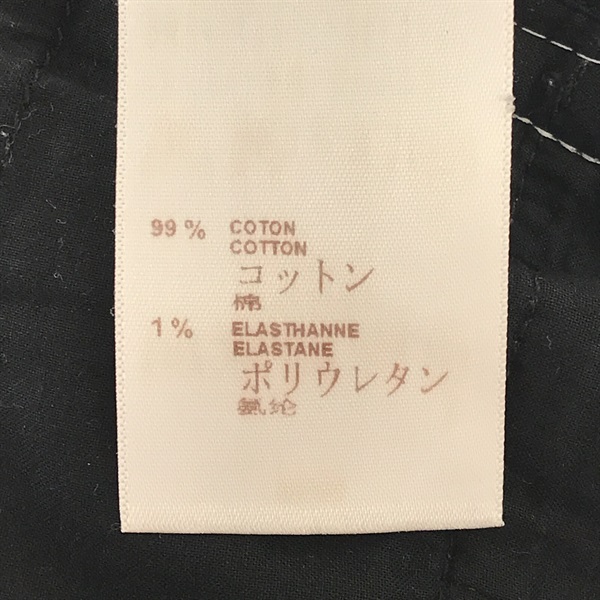 99 % COTON
COTTON
コットン
棉
1 % ELASTHANNE
ELASTANE
ポリウレタン
氨纶